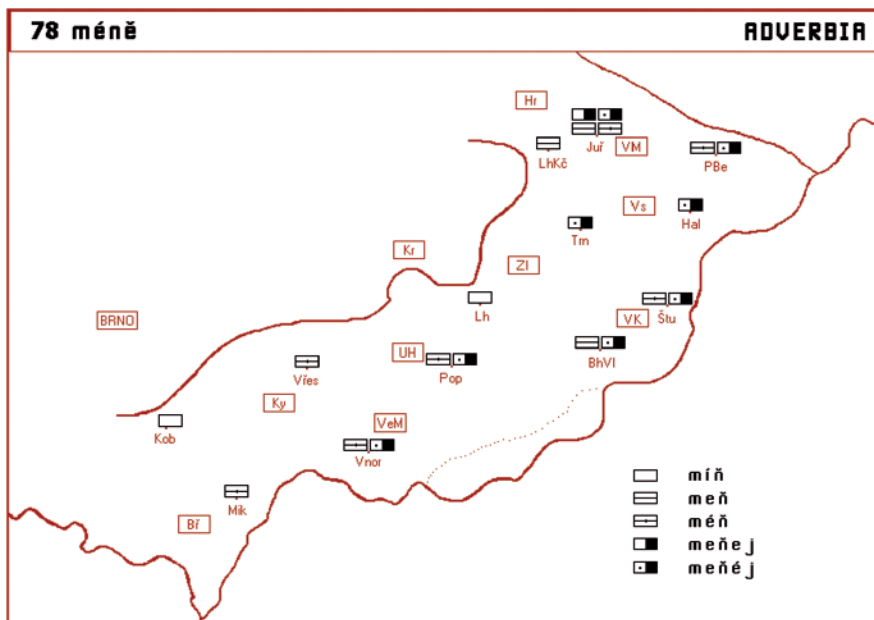 78 méně ADVERBIA
Hr
Juř
VM
LhKč
PBe
Vs
Hal
Trn
Kr
Zl
Lh
BRNO
VK
Štu
BhVl
UH
Pop
Vřes
Ky
VeM
Kob
Vnor
Mik
Bř
míň
meň
méň
meňej
meňéj